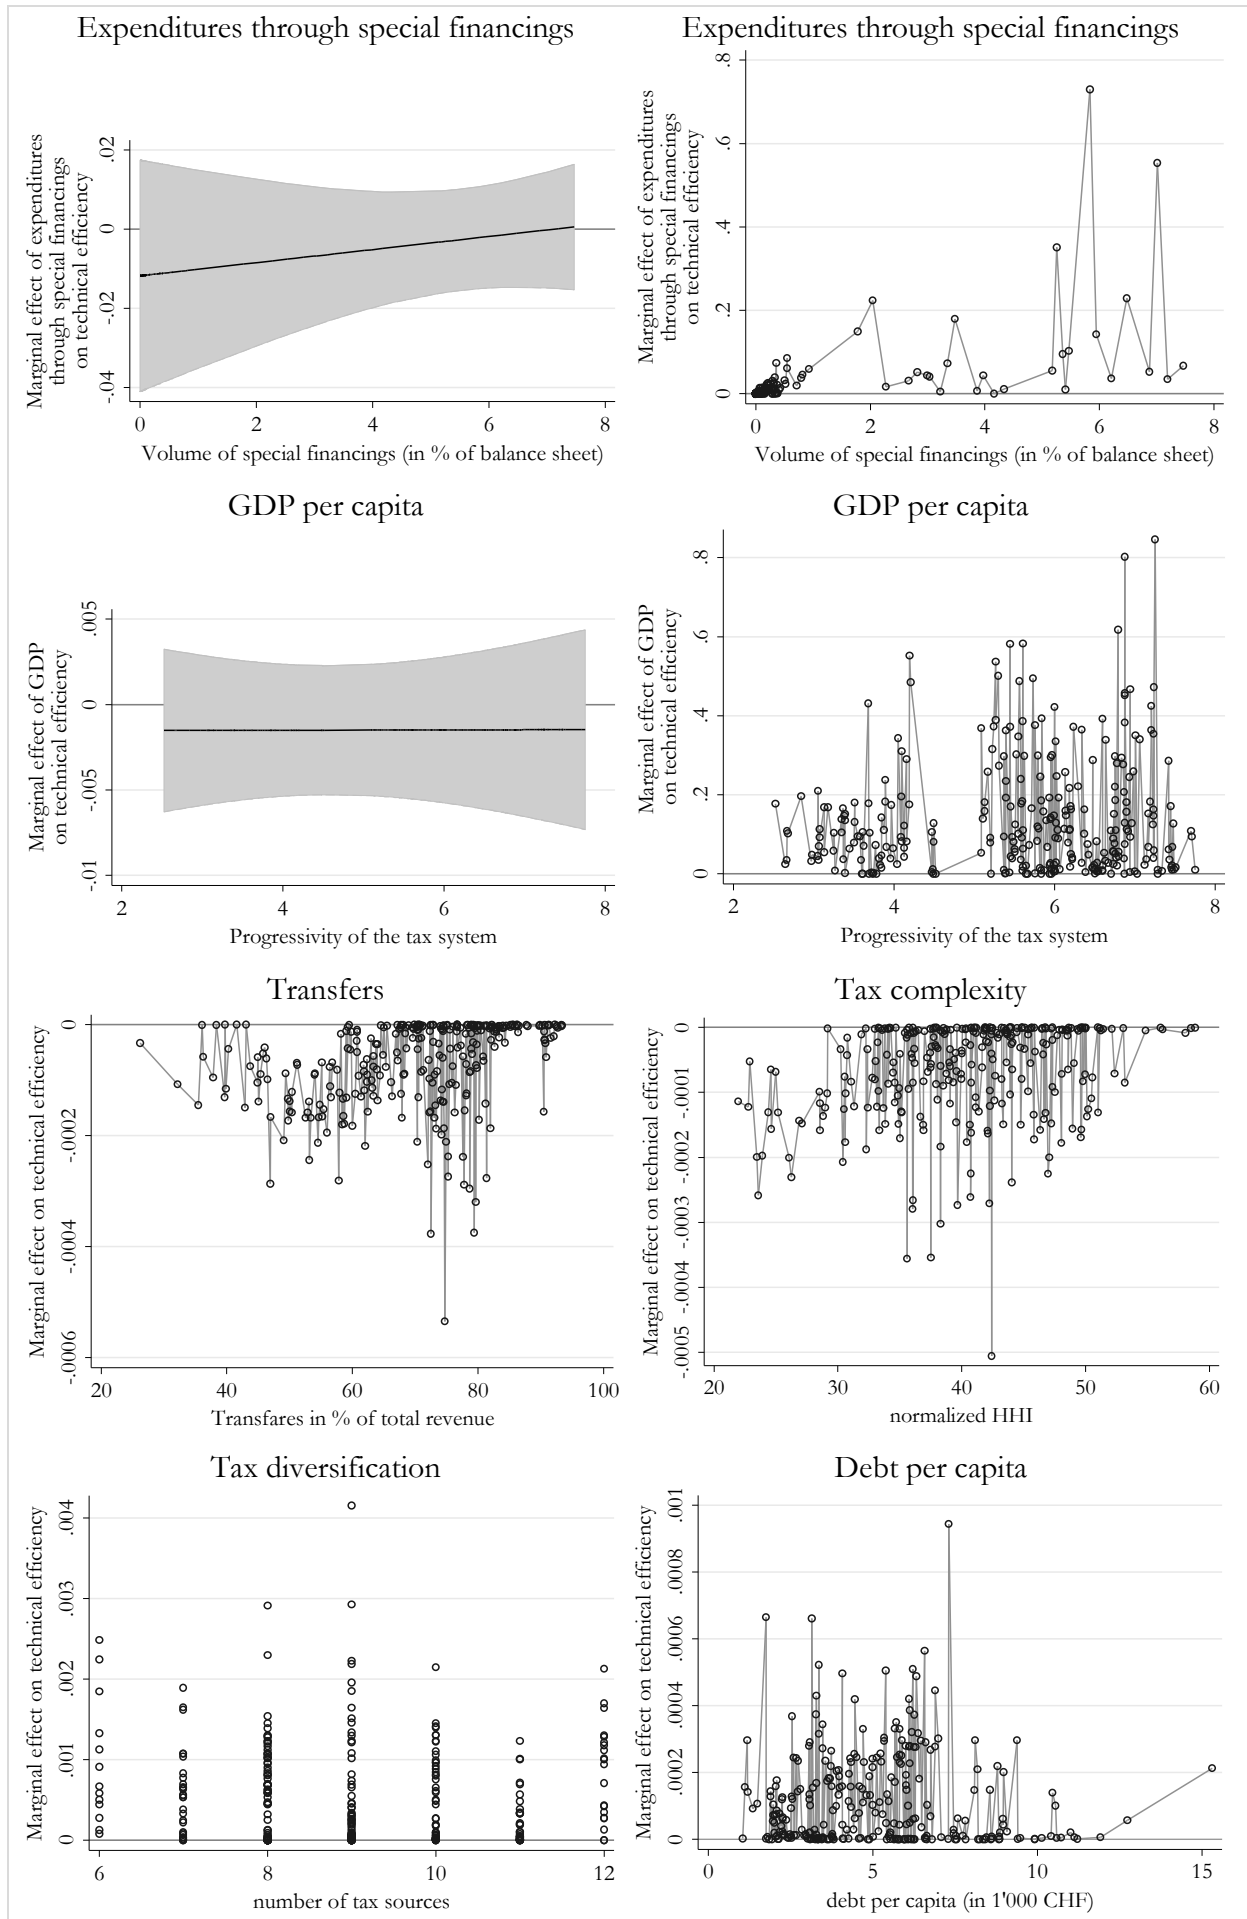 Expenditures through special financings
Marginal effect of expenditures
through special financings
on technical efficiency
.02
0
-.02
-.04
0 2 4 6 8
Volume of special financings (in % of balance sheet)
Expenditures through special financings
Marginal effect of expenditures
through special financings
on technical efficiency
.8
.6
.4
.2
0
0 2 4 6 8
Volume of special financings (in % of balance sheet)
GDP per capita
Marginal effect of GDP
on technical efficiency
.005
0
-.005
-.01
2 4 6 8
Progressivity of the tax system
GDP per capita
Marginal effect of GDP
on technical efficiency
.8
.6
.4
.2
0
2 4 6 8
Progressivity of the tax system
Transfers
Marginal effect on technical efficiency
0
-.0002
-.0004
-.0006
20 40 60 80 100
Transfares in % of total revenue
Tax complexity
Marginal effect on technical efficiency
0
-.0001
-.0002
-.0003
-.0004
-.0005
20 30 40 50 60
normalized HHI
Tax diversification
Marginal effect on technical efficiency
.004
.003
.002
.001
0
6 8 10 12
number of tax sources
Debt per capita
Marginal effect on technical efficiency
.001
.0008
.0006
.0004
.0002
0
0 5 10 15
debt per capita (in 1'000 CHF)